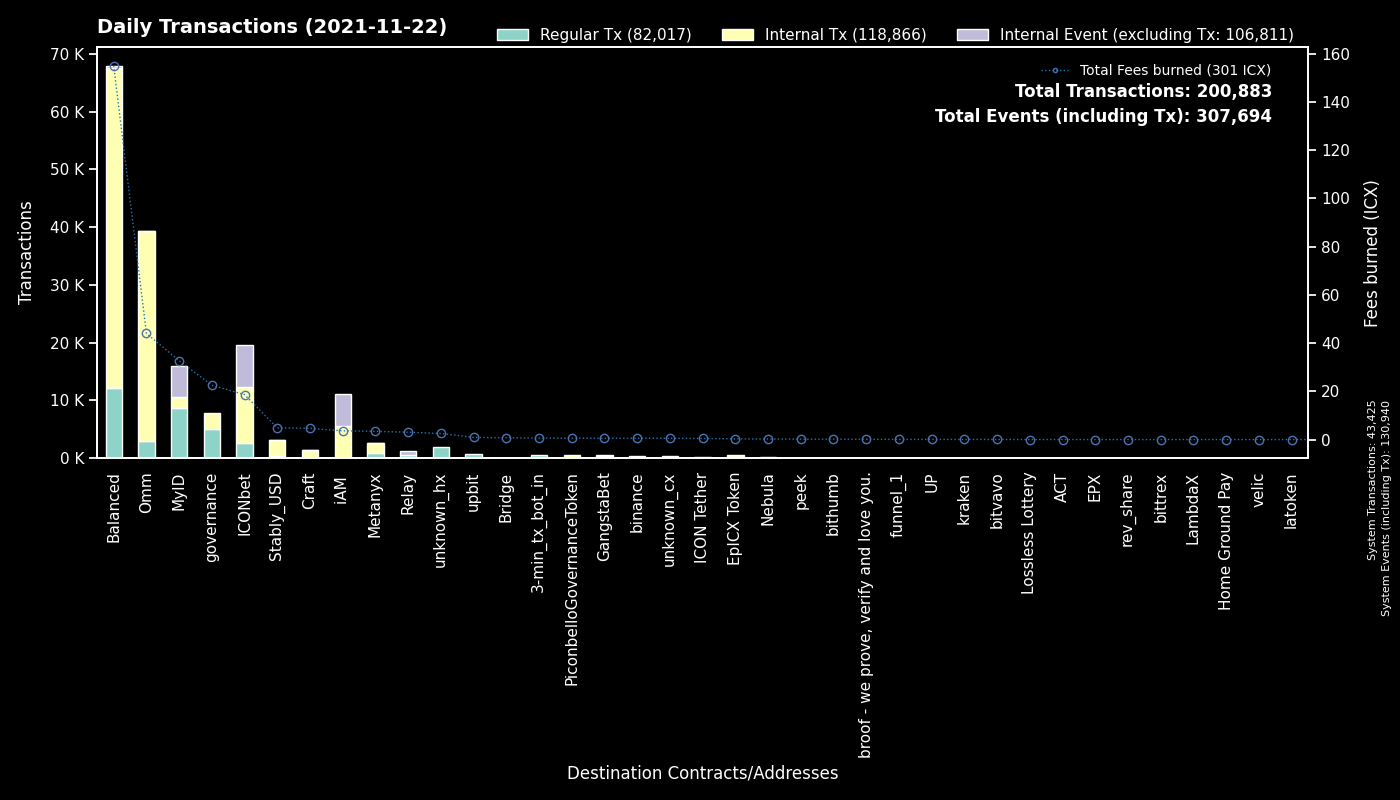 Daily Transactions (2021-11-22)
Regular Tx (82,017)
Internal Tx (118,866)
Internal Event (excluding Tx: 106,811)
Total Fees burned (301 ICX)
Total Transactions: 200,883
Total Events (including Tx): 307,694
Transactions
70 K
60 K
50 K
40 K
30 K
20 K
10 K
0 K
160
140
120
100
80
60
40
20
0
Fees burned (ICX)
System Transactions: 43,425
System Events (including Tx): 130,940
Balanced
Omm
MyID
governance
ICONbet
Stably_USD
Craft
iAM
Metanyx
Relay
unknown_hx
upbit
Bridge
3-min_tx_bot_in
PiconbelloGovernanceToken
GangstaBet
binance
unknown_cx
ICON Tether
EpICX Token
Nebula
peek
bithumb
broof - we prove, verify and love you.
funnel_1
UP
kraken
bitvavo
Lossless Lottery
ACT
EPX
rev_share
bittrex
LambdaX
Home Ground Pay
velic
latoken
Destination Contracts/Addresses